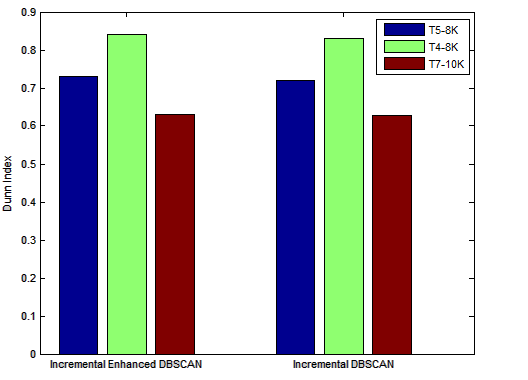 0.9
0.8
0.7
0.6
0.5
0.4
0.3
0.2
0.1
0
Dunn Index
T5-8K
T4-8K
T7-10K
Incremental Enhanced DBSCAN
Incremental DBSCAN